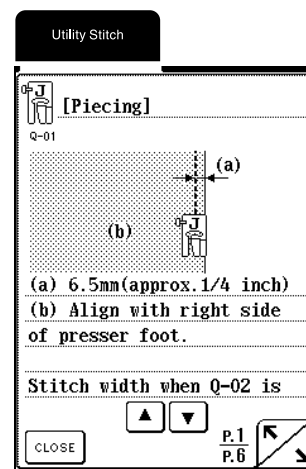 Utility Stitch
J
[Piecing]
Q-01
(a)
J
(b)
(a) 6.5mm(approx.1/4 inch)
(b) Align with right side
of presser foot.
Stitch width when Q-02 is
CLOSE
P.1
P.6